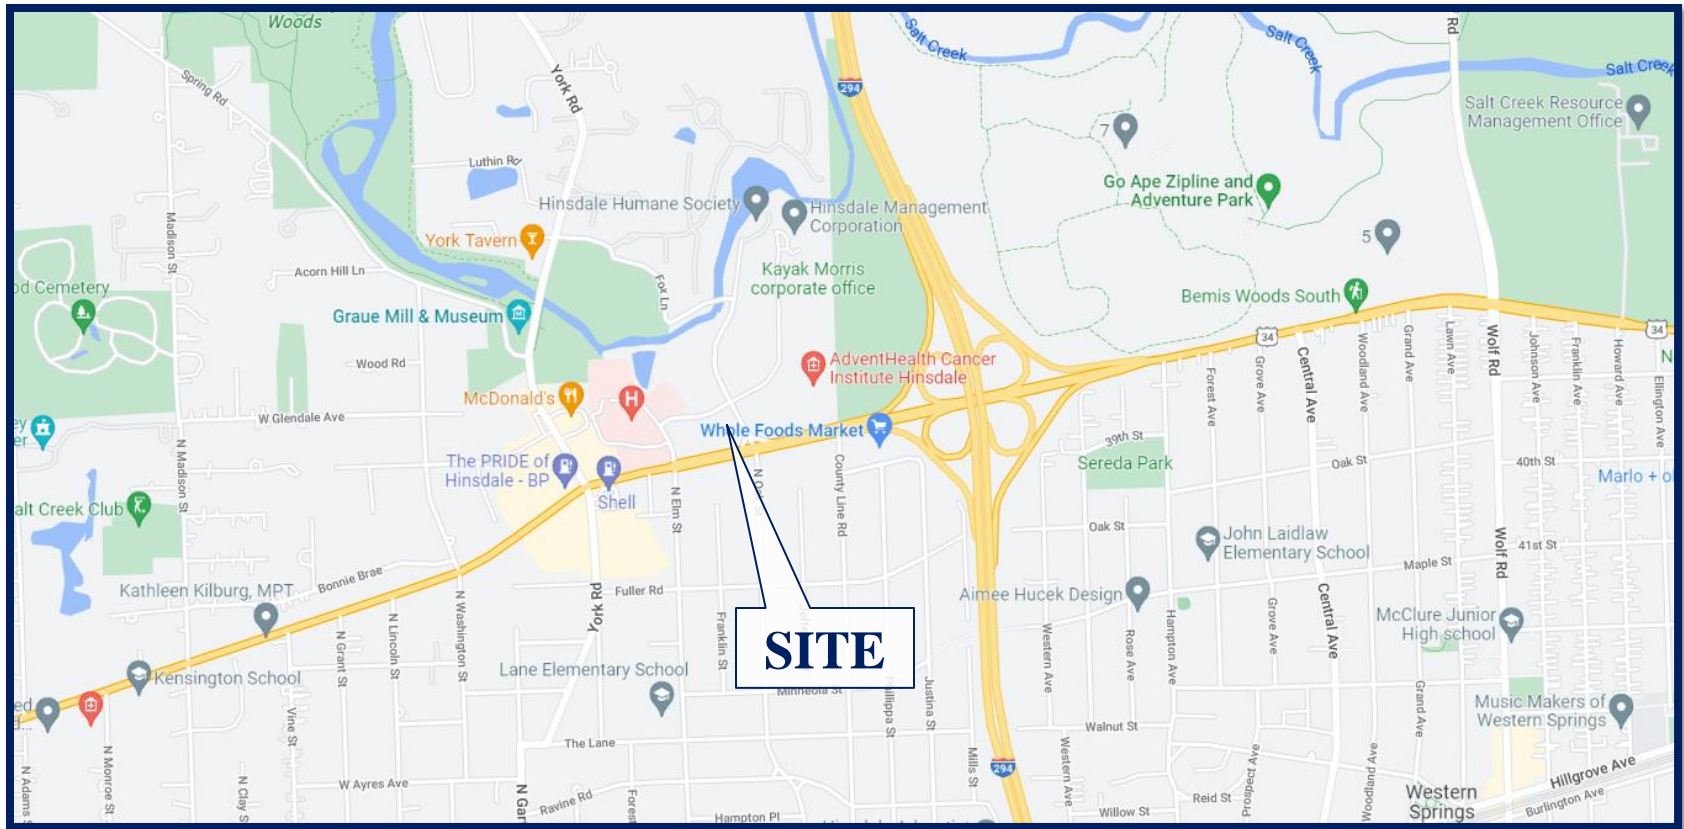 Woods
Salt Creek
Salt Creek
Rd
Spring Rd
York Rd
294
Salt Creek
Salt Creek Resource
Management Office
7
Luthin Rd
Go Ape Zipline and
Adventure Park
Hinsdale Humane Society
Hinsdale Management
Corporation
Madison St
York Tavern
5
Acorn Hill Ln
Fox Ln
Kayak Morris
corporate office
od Cemetery
Bemis Woods South
Graue Mill & Museum
34
34
Wood Rd
AdventHealth Cancer
Institute Hinsdale
Forest Ave
Grove Ave
Central Ave
Woodland Ave
Grand Ave
Lawn Ave
Wolf Rd
Johnson Ave
Franklin Ave
Howard Ave
Ellington Ave
N
McDonald's
H
W Glendale Ave
ey
er
Whole Foods Market
39th St
N Madison St
The PRIDE of
Hinsdale - BP
Shell
N Elm St
County Line Rd
Sereda Park
Oak St
40th St
Marlo + o
alt Creek Club
Oak St
John Laidlaw
Elementary School
Wolf Rd
41st St
Kathleen Kilburg, MPT
Bonnie Brae
Fuller Rd
Maple St
Aimee Hucek Design
York Rd
N Grant St
N Lincoln St
N Washington St
Franklin St
SITE
Western Ave
Rose Ave
Hampton Ave
Grove Ave
Central Ave
McClure Junior
High school
Kensington School
Lane Elementary School
Minneola St
Phillippa St
Justina St
Grand Ave
Music Makers of
Western Springs
ed
Vine St
Walnut St
The Lane
N Adams S
N Monroe St
N Clay S
W Ayres Ave
N Gar
Ravine Rd
Forest
Hampton Pl
Mills St
294
Western Ave
Willow St
Reid St
Prospect Ave
Woodland Ave
Western
Springs
Hillgrove Ave
Burlington Ave